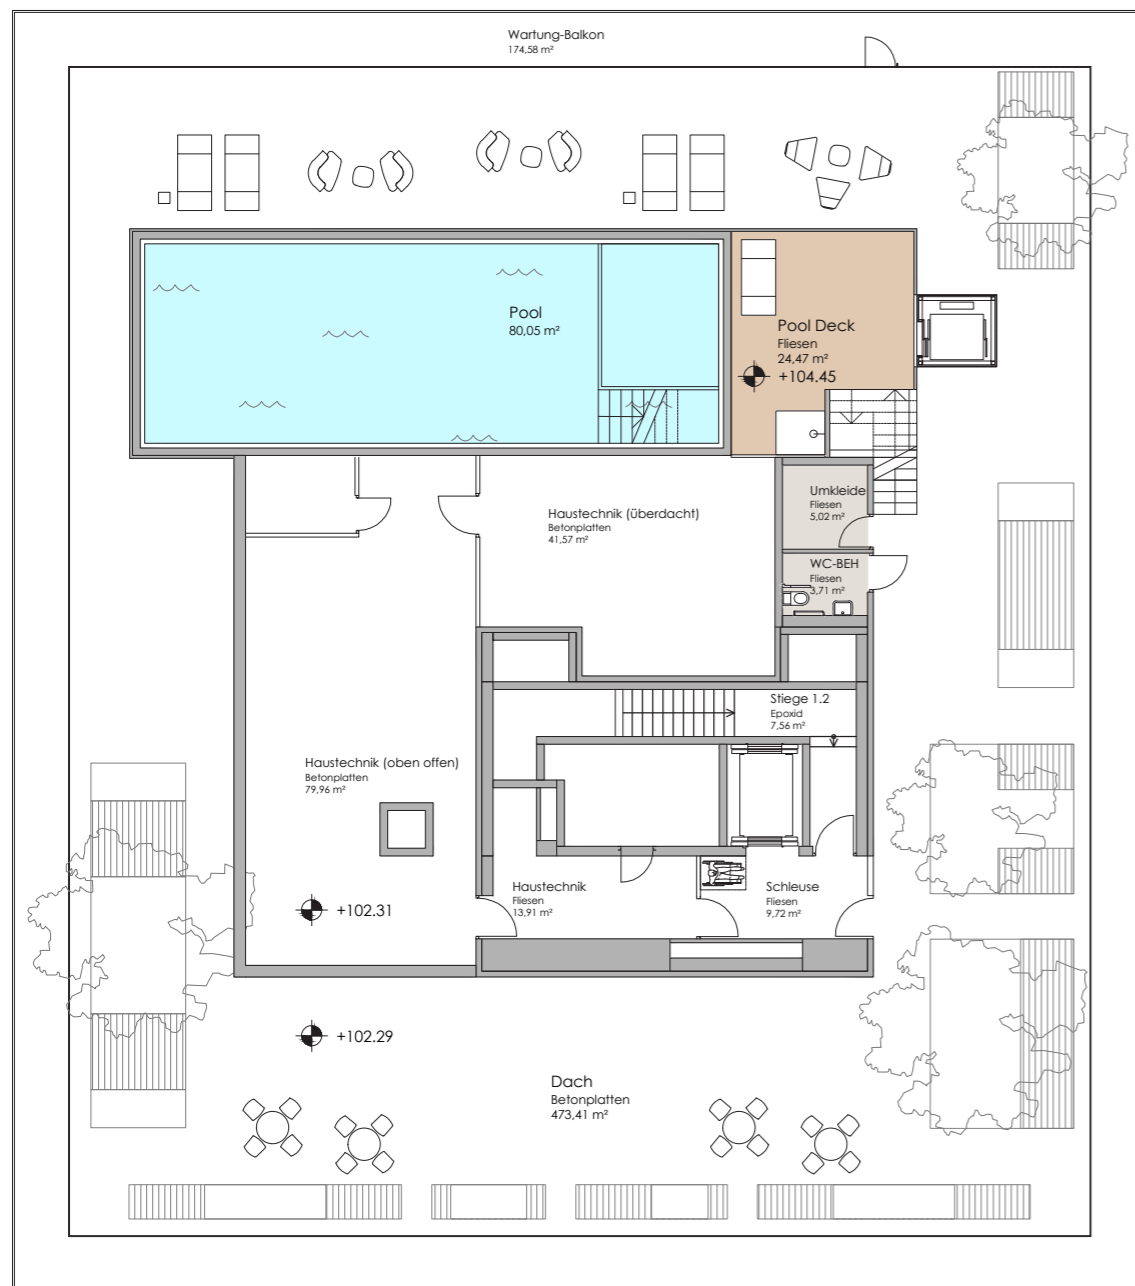 Wartung-Balkon
174,58 m²
Pool
80,05 m²
Pool Deck
Fliesen
24,47 m²
+104.45
Umkleide
Fliesen
5,02 m²
Haustechnik (überdacht)
Betonplatten
41,57 m²
WC-BEH
Fliesen
3,71 m²
Stiege 1.2
Epoxid
7,56 m²
Haustechnik (oben offen)
Betonplatten
79,96 m²
Haustechnik
Fliesen
13,91 m²
Schleuse
Fliesen
9,72 m²
+102.31
+102.29
Dach
Betonplatten
473,41 m²